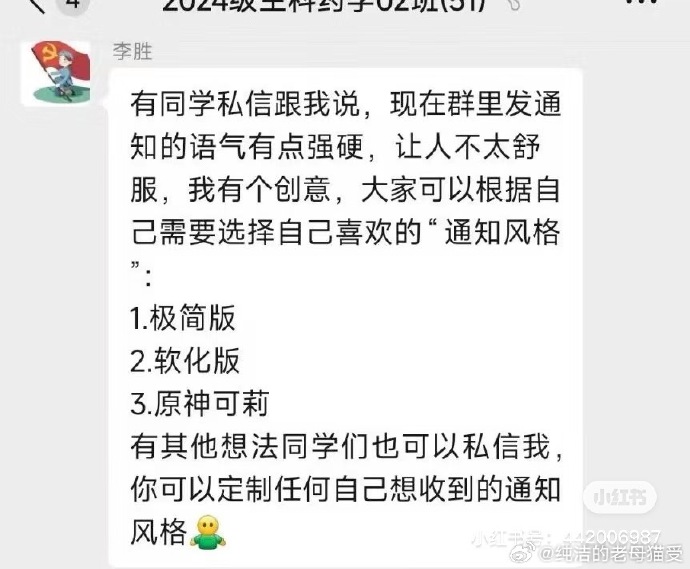 4
2024级生科药学02班(51)
李胜
有同学私信跟我说，现在群里发通
知的语气有点强硬，让人不太舒
服，我有个创意，大家可以根据自
己需要选择自己喜欢的“通知风格
”：
1.极简版
2.软化版
3.原神可莉
有其他想法同学们也可以私信我，
你可以定制任何自己想收到的通知
风格
小红书
小红书号：442006987
@纯洁的老母猫受